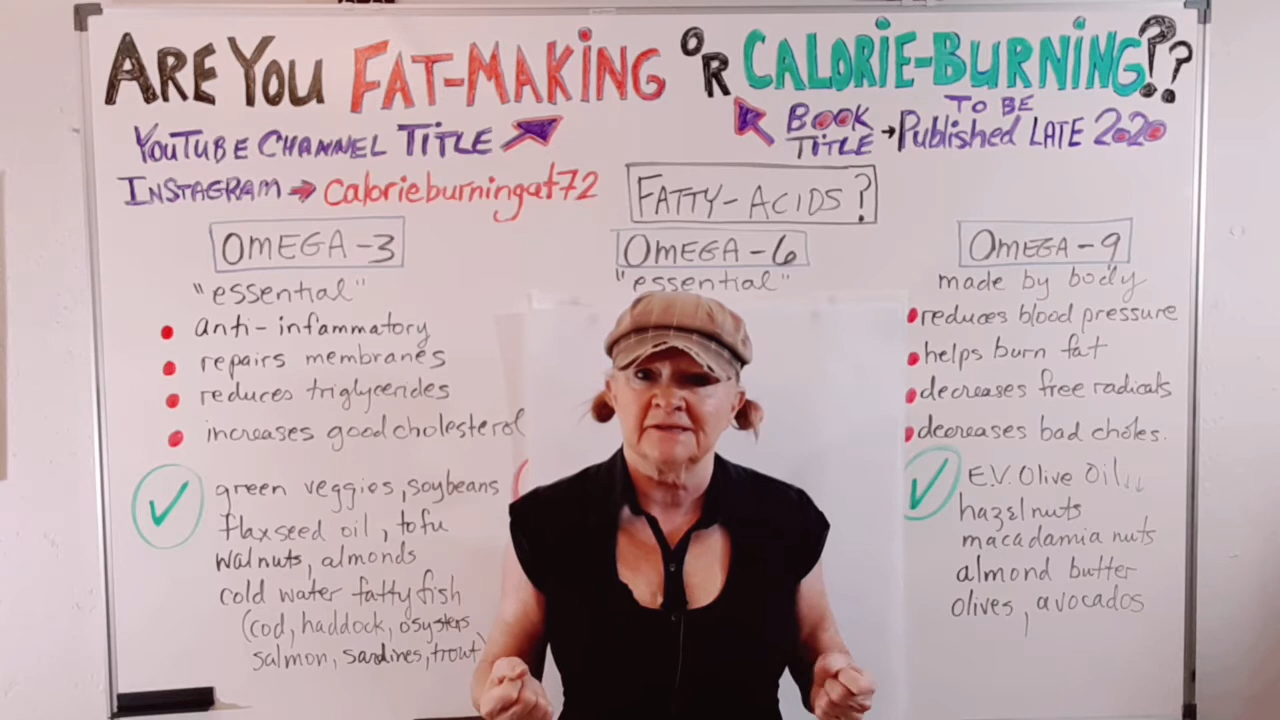 ARE YOU FAT-MAKING OR CALORIE-BURNING??
YOUTUBE CHANNEL TITLE
BOOK TITLE → TO BE Published LATE 2020
INSTAGRAM → calorieburningat72
FATTY-ACIDS?
OMEGA-3
"essential"
anti-infammatory
repairs membranes
reduces triglycerides
increases good cholesterol
green veggies, soybeans
flaxseed oil, tofu
walnuts, almonds
cold water fatty fish
(cod, haddock, osysters
salmon, sardines, trout)
OMEGA-6
"essential"
OMEGA-9
made by body
reduces blood pressure
helps burn fat
decreases free radicals
decreases bad choles.
E.V. Olive Oil
hazelnuts
macadamia nuts
almond butter
olives, avocados